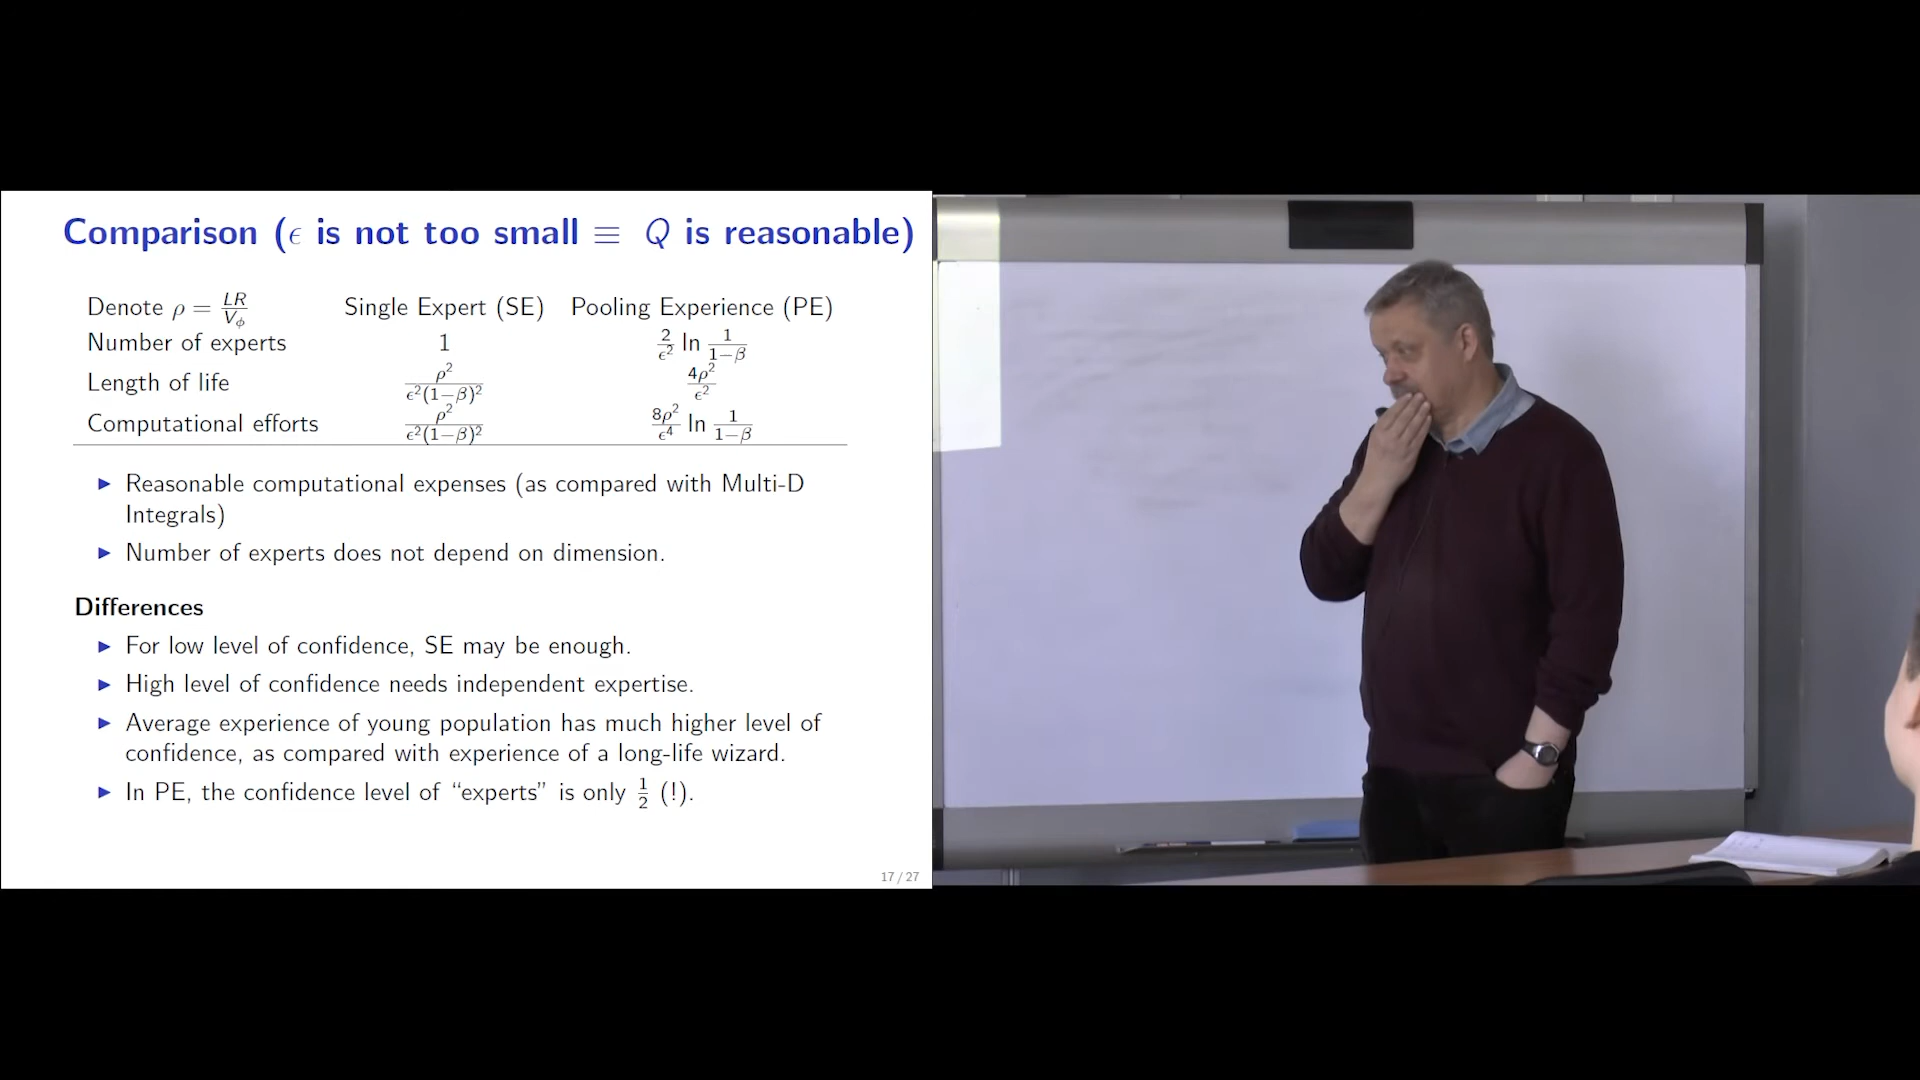 Comparison (ϵ is not too small ≡ Q is reasonable)
Denote ρ = LR/V_ϕ Single Expert (SE) Pooling Experience (PE)
Number of experts 1 2/ϵ² ln 1/(1−β)
Length of life ρ²/(ϵ²(1−β)²) 4ρ²/ϵ²
Computational efforts ρ²/(ϵ²(1−β)²) 8ρ²/ϵ⁴ ln 1/(1−β)
▶ Reasonable computational expenses (as compared with Multi-D
Integrals)
▶ Number of experts does not depend on dimension.
Differences
▶ For low level of confidence, SE may be enough.
▶ High level of confidence needs independent expertise.
▶ Average experience of young population has much higher level of
confidence, as compared with experience of a long-life wizard.
▶ In PE, the confidence level of “experts” is only 1/2 (!).
17 / 27